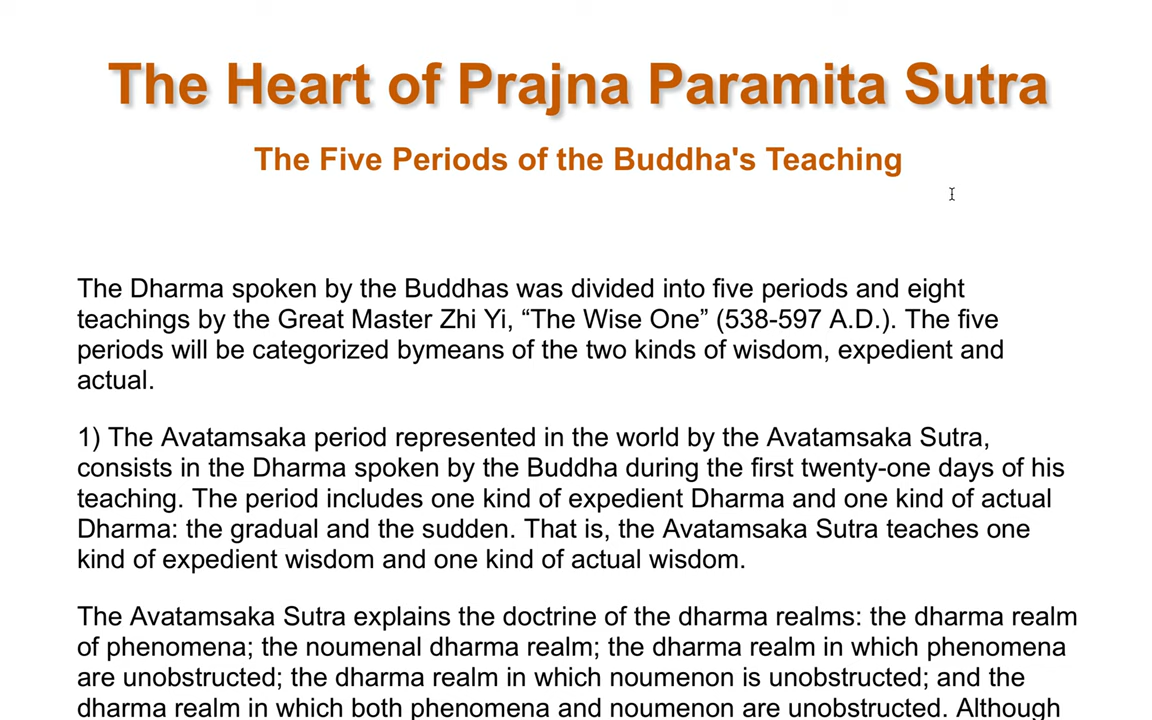 The Heart of Prajna Paramita Sutra
The Five Periods of the Buddha's Teaching
The Dharma spoken by the Buddhas was divided into five periods and eight
teachings by the Great Master Zhi Yi, “The Wise One” (538-597 A.D.). The five
periods will be categorized bymeans of the two kinds of wisdom, expedient and
actual.
1) The Avatamsaka period represented in the world by the Avatamsaka Sutra,
consists in the Dharma spoken by the Buddha during the first twenty-one days of his
teaching. The period includes one kind of expedient Dharma and one kind of actual
Dharma: the gradual and the sudden. That is, the Avatamsaka Sutra teaches one
kind of expedient wisdom and one kind of actual wisdom.
The Avatamsaka Sutra explains the doctrine of the dharma realms: the dharma realm
of phenomena; the noumenal dharma realm; the dharma realm in which phenomena
are unobstructed; the dharma realm in which noumenon is unobstructed; and the
dharma realm in which both phenomena and noumenon are unobstructed. Although